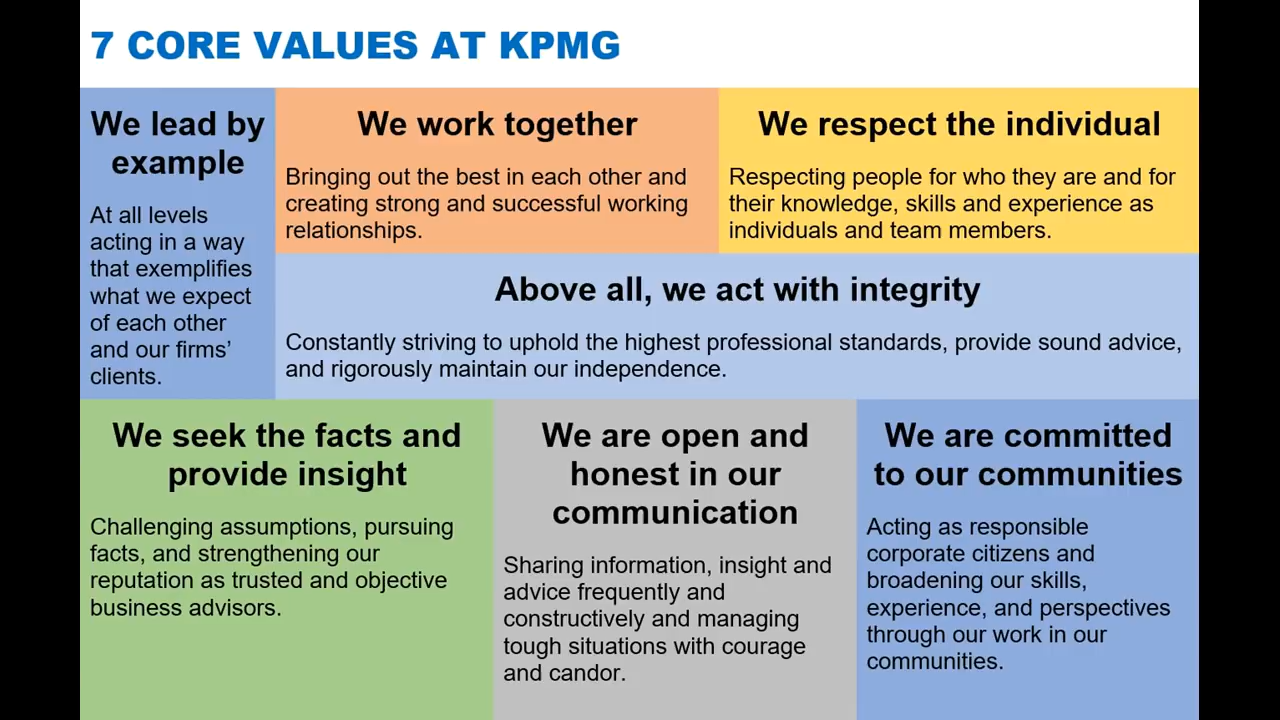 7 CORE VALUES AT KPMG
We lead by
example
At all levels
acting in a way
that exemplifies
what we expect
of each other
and our firms’
clients.
We work together
Bringing out the best in each other and
creating strong and successful working
relationships.
We respect the individual
Respecting people for who they are and for
their knowledge, skills and experience as
individuals and team members.
Above all, we act with integrity
Constantly striving to uphold the highest professional standards, provide sound advice,
and rigorously maintain our independence.
We seek the facts and
provide insight
Challenging assumptions, pursuing
facts, and strengthening our
reputation as trusted and objective
business advisors.
We are open and
honest in our
communication
Sharing information, insight and
advice frequently and
constructively and managing
tough situations with courage
and candor.
We are committed
to our communities
Acting as responsible
corporate citizens and
broadening our skills,
experience, and perspectives
through our work in our
communities.